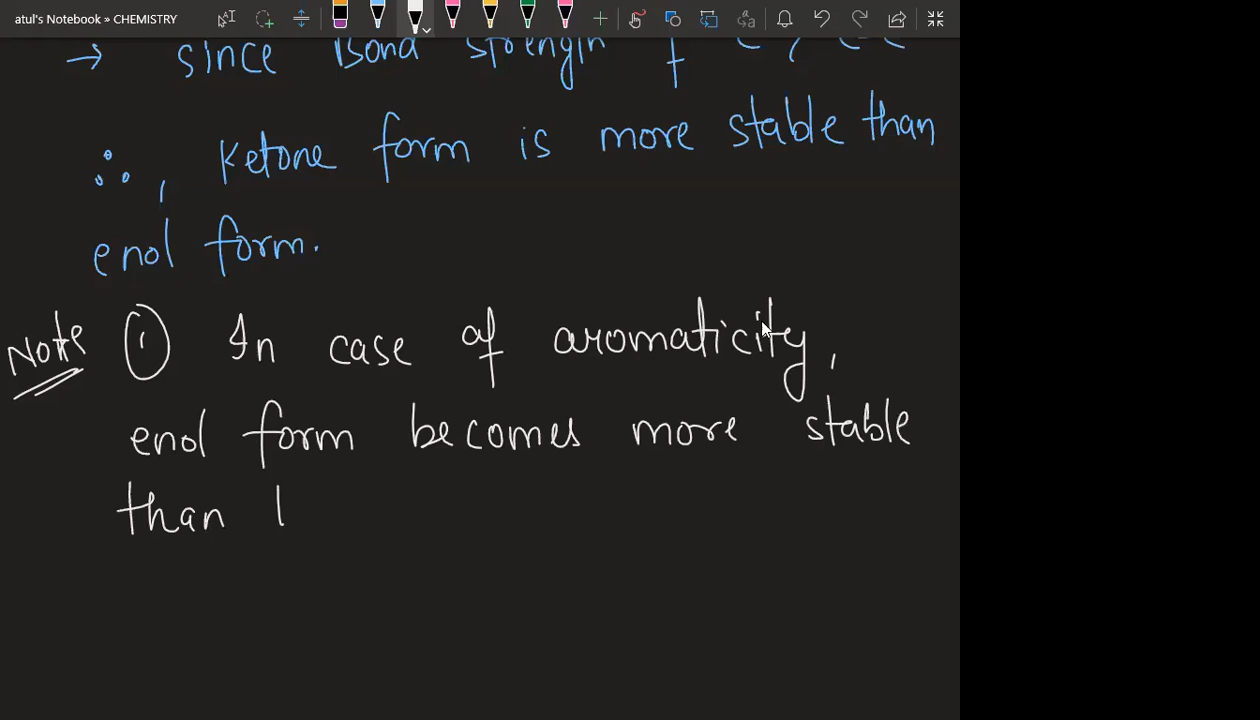 atul's Notebook » CHEMISTRY
→ since Bond strength of
∴, Ketone form is more stable than
enol form.
Note ① In case of aromaticity,
enol form becomes more stable
than